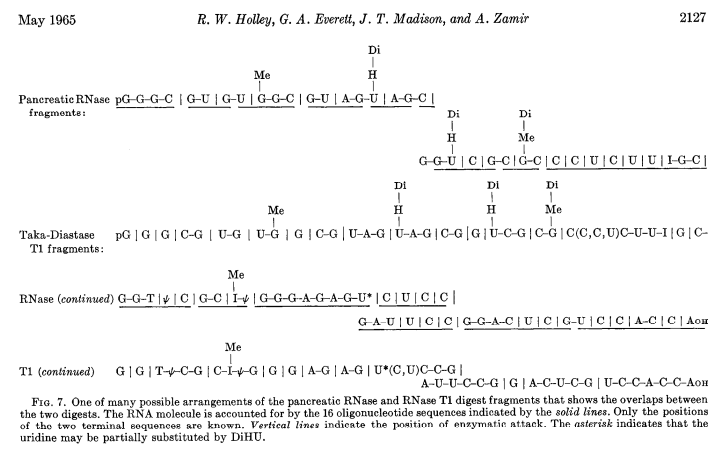 May 1965 R. W. Holley, G. A. Everett, J. T. Madison, and A. Zamir 2127
Di
|
Me H
| |
Pancreatic RNase pG–G–G–C | G–U | G–U | G–G–C | G–U | A–G–U | A–G–C |
fragments:
Di Di
| |
H Me
| |
G–G–U | C | G–C | G–C | C | C | U | C | U | U | I–G–C |
Di Di Di
| | |
Me H H Me
| | | |
Taka-Diastase pG | G | G | C–G | U–G | U–G | G | C–G | U–A–G | U–A–G | C–G | G | U–C–G | C–G | C(C,C,U)C–U–U–I | G | C–
T1 fragments:
Me
|
RNase (continued) G–G–T | ψ | C | G–C | I–ψ | G–G–G–A–G–A–G–U* | C | U | C | C |
G–A–U | U | C | C | G–G–A–C | U | C | G–U | C | C | A–C | C | AOH
Me
|
T1 (continued) G | G | T–ψ–C–G | C–I–ψ–G | G | G | A–G | A–G | U*(C,U)C–C–G |
A–U–U–C–C–G | G | A–C–U–C–G | U–C–C–A–C–C–AOH
FIG. 7. One of many possible arrangements of the pancreatic RNase and RNase T1 digest fragments that shows the overlaps between
the two digests. The RNA molecule is accounted for by the 16 oligonucleotide sequences indicated by the solid lines. Only the positions
of the two terminal sequences are known. Vertical lines indicate the position of enzymatic attack. The asterisk indicates that the
uridine may be partially substituted by DiHU.